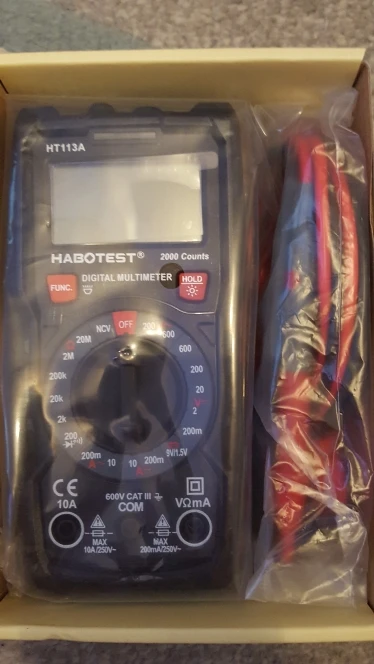 HT113A
HABOTEST® 2000 Counts
FUNC. DIGITAL MULTIMETER HOLD
NCV OFF 200 600
20M 600
2M 200
200k 20
20k V
2k 2
200 200m
200m 10 10 200m 9V/1.5V
A
CE 600V CAT III
10A COM VΩmA
MAX MAX
10A/250V~ 200mA/250V~